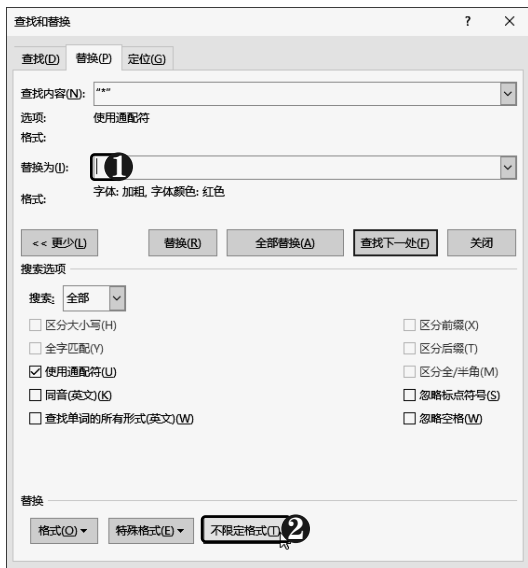 查找和替换 ? ×
查找(D) 替换(P) 定位(G)
查找内容(N): "*"
选项: 使用通配符
格式:
替换为(I): 1
格式: 字体: 加粗, 字体颜色: 红色
<< 更少(L) 替换(R) 全部替换(A) 查找下一处(F) 关闭
搜索选项
搜索: 全部
区分大小写(H) 区分前缀(X)
全字匹配(Y) 区分后缀(T)
使用通配符(U) 区分全/半角(M)
同音(英文)(K) 忽略标点符号(S)
查找单词的所有形式(英文)(W) 忽略空格(W)
替换
格式(O) 特殊格式(E) 不限定格式(T) 2